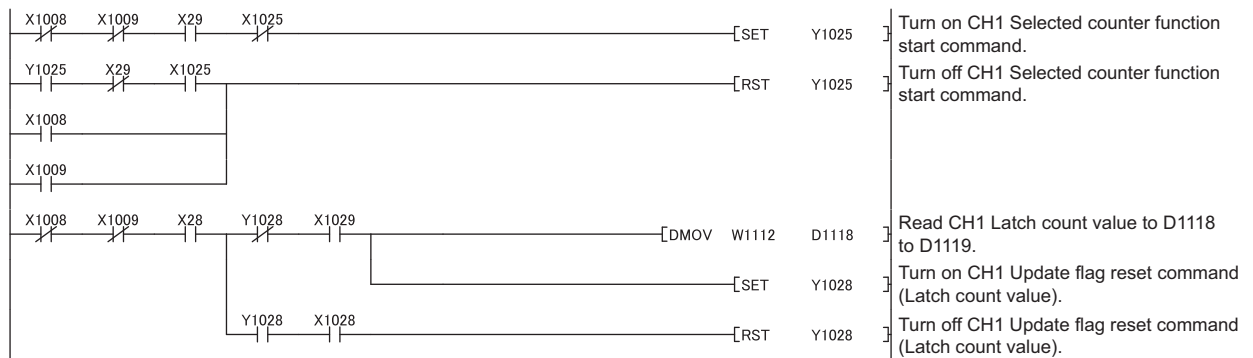 X1008 X1009 X29 X1025
SET Y1025
Turn on CH1 Selected counter function
start command.
Y1025 X29 X1025
RST Y1025
Turn off CH1 Selected counter function
start command.
X1008
X1009
X1008 X1009 X28 Y1028 X1029
DMOV W1112 D1118
Read CH1 Latch count value to D1118
to D1119.
SET Y1028
Turn on CH1 Update flag reset command
(Latch count value).
Y1028 X1028
RST Y1028
Turn off CH1 Update flag reset command
(Latch count value).